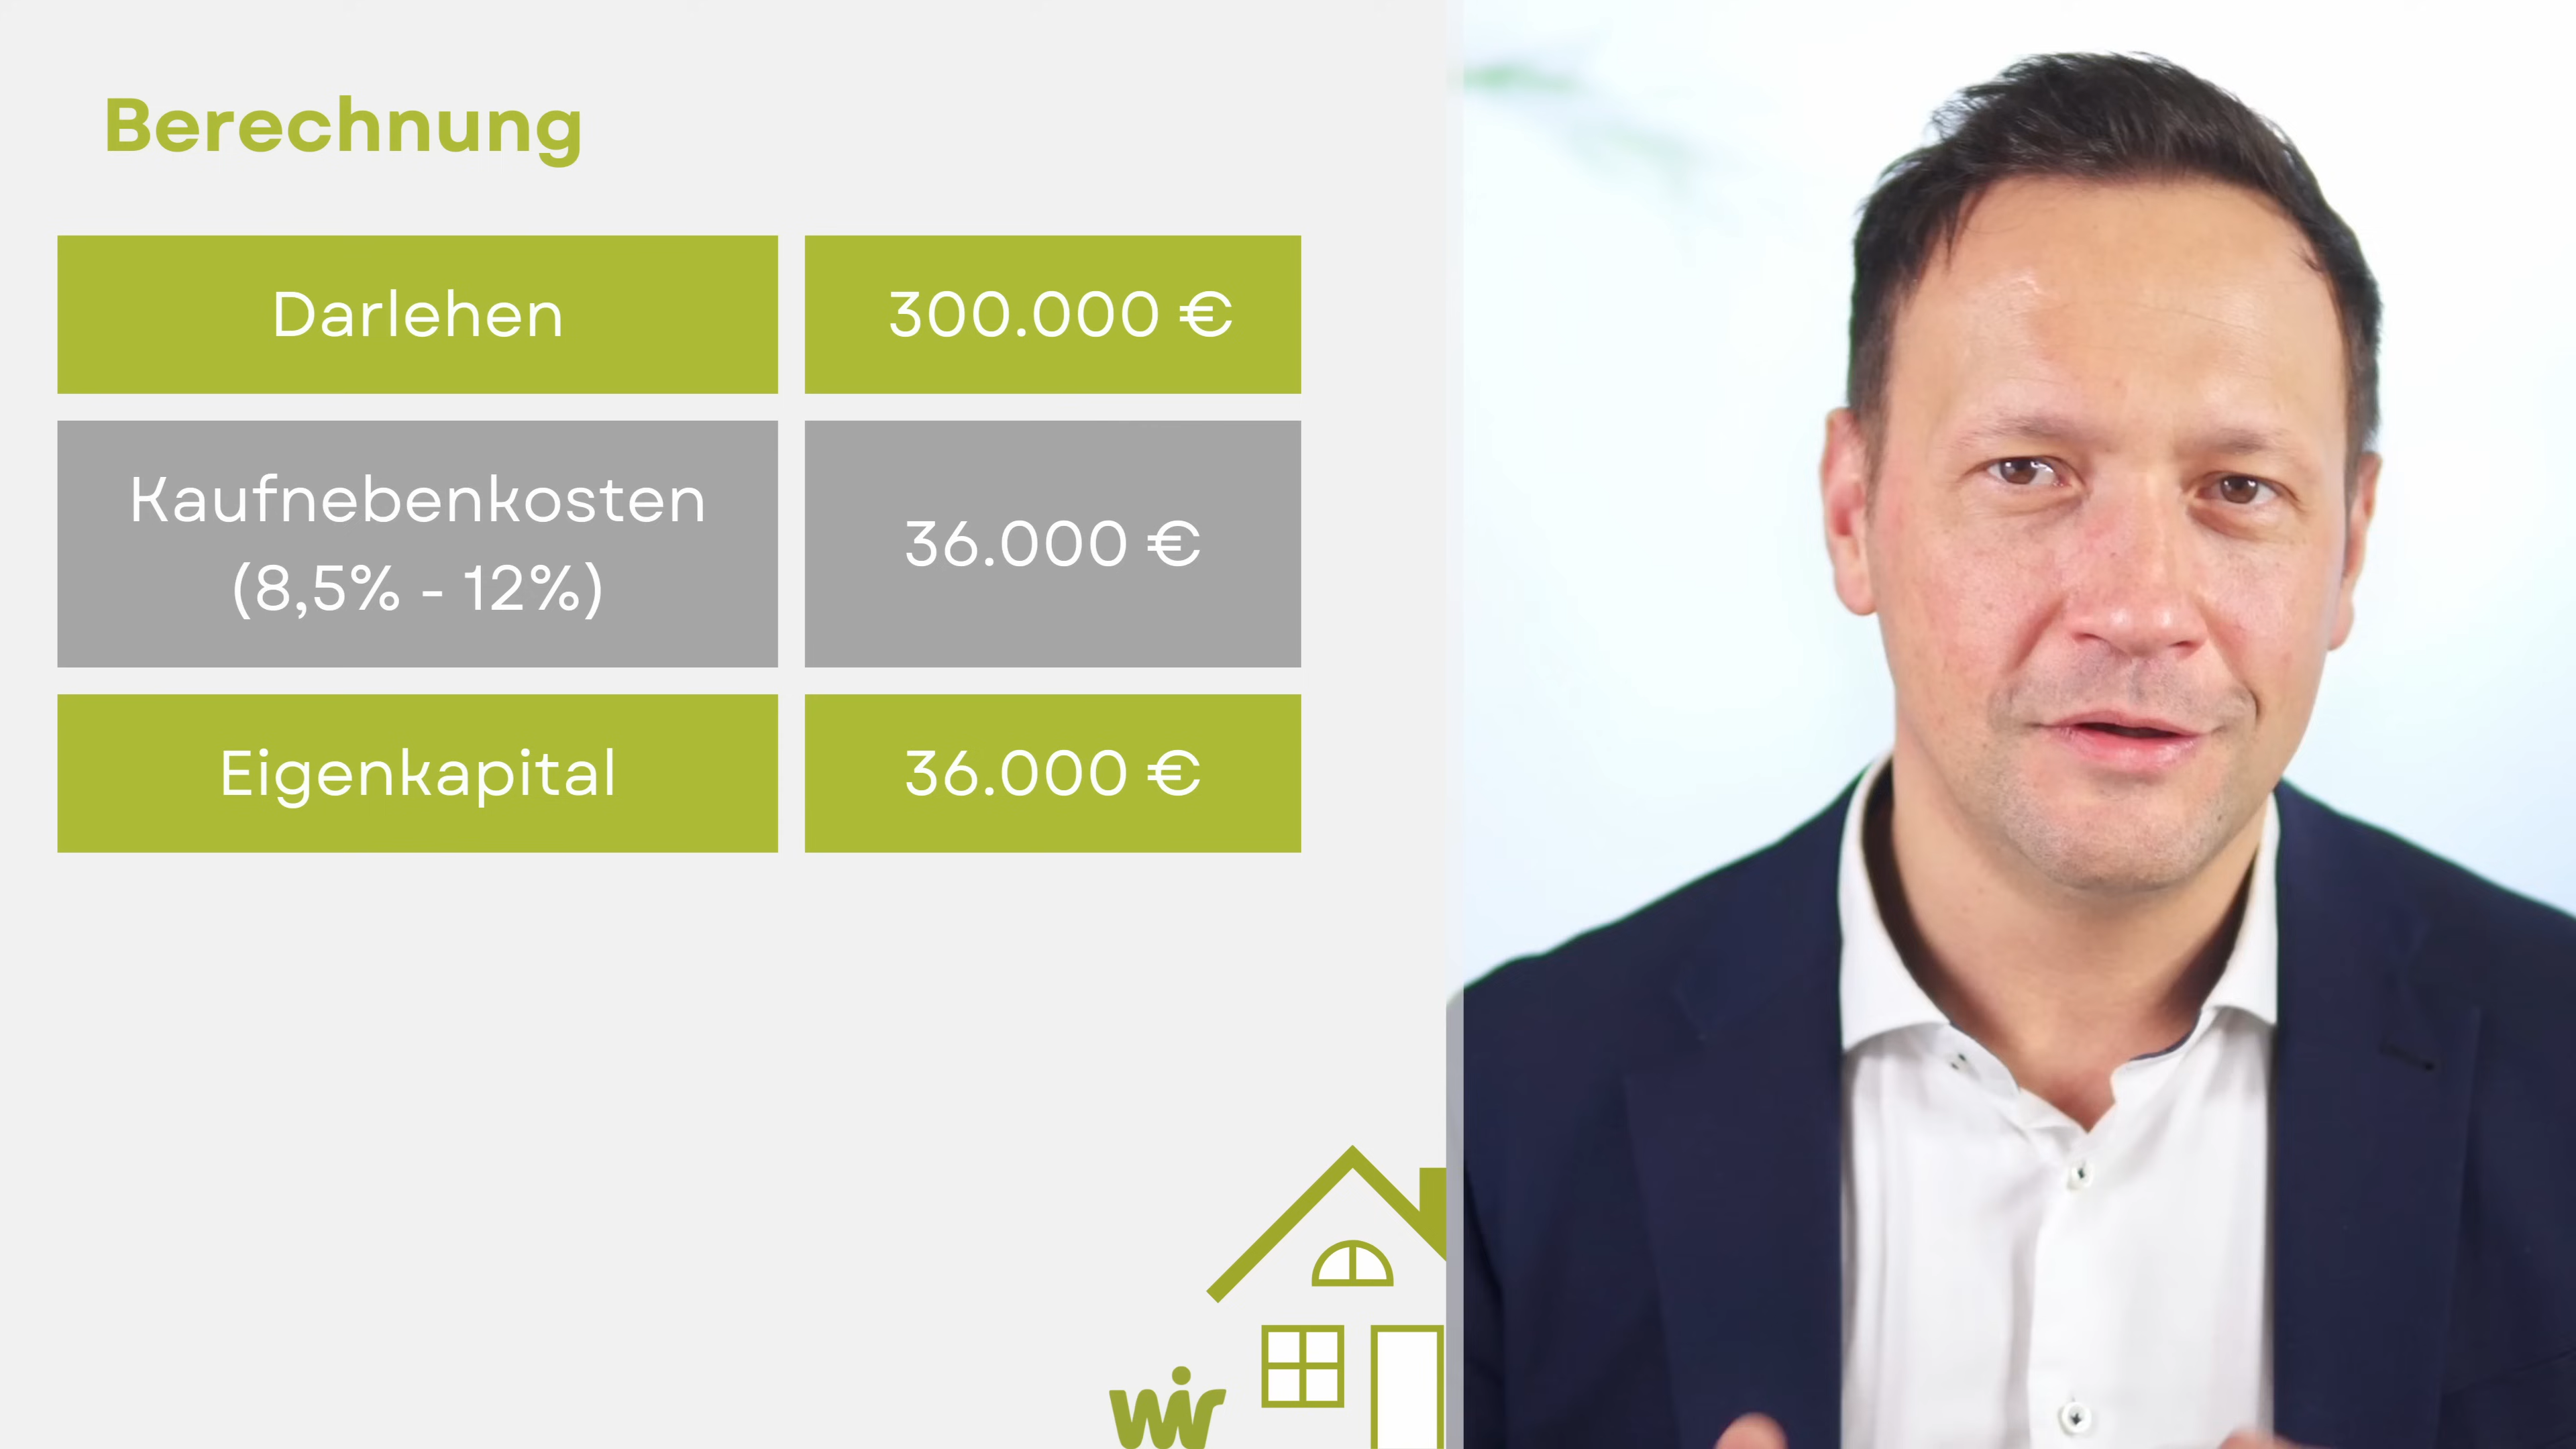 Berechnung
Darlehen
300.000 €
Kaufnebenkosten
(8,5% - 12%)
36.000 €
Eigenkapital
36.000 €
wir